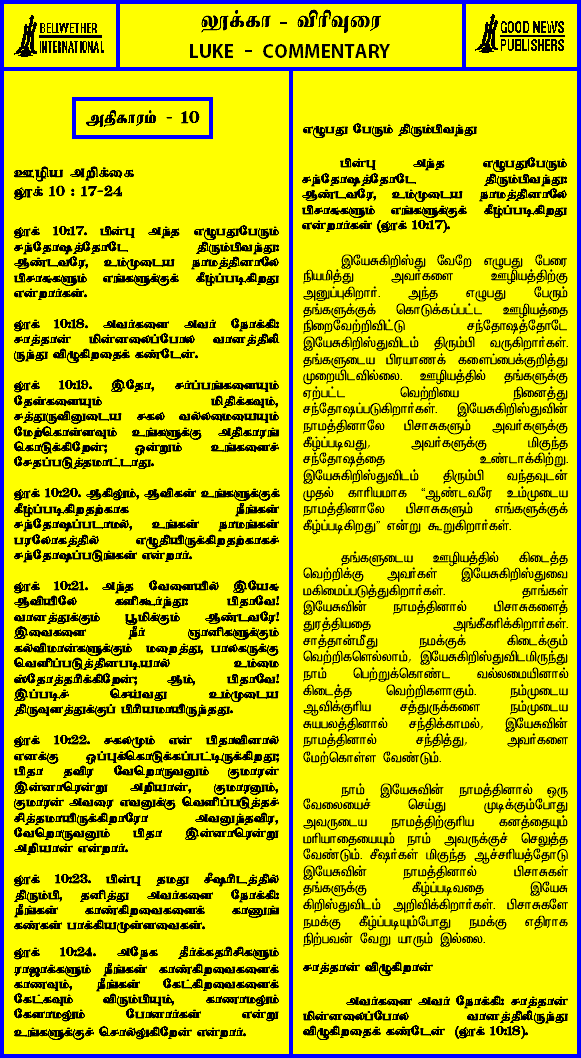 BELWETHER
INTERNATIONAL
லூக்கா - விரிவுரை
LUKE - COMMENTARY
GOOD NEWS
PUBLISHERS
அதிகாரம் - 10
ஊழிய அறிக்கை
லூக் 10 : 17-24
லூக் 10:17. பின்பு அந்த எழுபதுபேரும்
சந்தோஷத்தோடே திரும்பிவந்து:
ஆண்டவரே, உம்முடைய நாமத்தினாலே
பிசாசுகளும் எங்களுக்குக் கீழ்ப்படிகிறது
என்றார்கள்.
லூக் 10:18. அவர்களை அவர் நோக்கி:
சாத்தான் மின்னலைப்போல வானத்திலி
ருந்து விழுகிறதைக் கண்டேன்.
லூக் 10:19. இதோ, சர்ப்பங்களையும்
தேள்களையும் மிதிக்கவும்,
சத்துருவினுடைய சகல வல்லமையையும்
மேற்கொள்ளவும் உங்களுக்கு அதிகாரங்
கொடுக்கிறேன்; ஒன்றும் உங்களைச்
சேதப்படுத்தமாட்டாது.
லூக் 10:20. ஆகிலும், ஆவிகள் உங்களுக்குக்
கீழ்ப்படிகிறதற்காக நீங்கள்
சந்தோஷப்படாமல், உங்கள் நாமங்கள்
பரலோகத்தில் எழுதியிருக்கிறதற்காகச்
சந்தோஷப்படுங்கள் என்றார்.
லூக் 10:21. அந்த வேளையில் இயேசு
ஆவியிலே களிகூர்ந்து: பிதாவே!
வானத்துக்கும் பூமிக்கும் ஆண்டவரே!
இவைகளை நீர் ஞானிகளுக்கும்
கல்விமான்களுக்கும் மறைத்து, பாலகருக்கு
வெளிப்படுத்தினபடியால் உம்மை
ஸ்தோத்தரிக்கிறேன்; ஆம், பிதாவே!
இப்படிச் செய்வது உம்முடைய
திருவுளத்துக்குப் பிரியமாயிருந்தது.
லூக் 10:22. சகலமும் என் பிதாவினால்
எனக்கு ஒப்புக்கொடுக்கப்பட்டிருக்கிறது;
பிதா தவிர வேறொருவனும் குமாரன்
இன்னாரென்று அறியான், குமாரனும்,
குமாரன் அவரை எவனுக்கு வெளிப்படுத்தச்
சித்தமாயிருக்கிறாரோ அவனுந்தவிர,
வேறொருவனும் பிதா இன்னாரென்று
அறியான் என்றார்.
லூக் 10:23. பின்பு தமது சீஷரிடத்தில்
திரும்பி, தனித்து அவர்களை நோக்கி:
நீங்கள் காண்கிறவைகளைக் காணுங்
கண்கள் பாக்கியமுள்ளவைகள்.
லூக் 10:24. அநேக தீர்க்கதரிசிகளும்
ராஜாக்களும் நீங்கள் காண்கிறவைகளைக்
காணவும், நீங்கள் கேட்கிறவைகளைக்
கேட்கவும் விரும்பியும், காணாமலும்
கேளாமலும் போனார்கள் என்று
உங்களுக்குச் சொல்லுகிறேன் என்றார்.
எழுபது பேரும் திரும்பிவந்து
பின்பு அந்த எழுபதுபேரும்
சந்தோஷத்தோடே திரும்பிவந்து:
ஆண்டவரே, உம்முடைய நாமத்தினாலே
பிசாசுகளும் எங்களுக்குக் கீழ்ப்படிகிறது
என்றார்கள் (லூக் 10:17).
இயேசுகிறிஸ்து வேறே எழுபது பேரை
நியமித்து அவர்களை ஊழியத்திற்கு
அனுப்புகிறார். அந்த எழுபது பேரும்
தங்களுக்குக் கொடுக்கப்பட்ட ஊழியத்தை
நிறைவேற்றிவிட்டு சந்தோஷத்தோடே
இயேசுகிறிஸ்துவிடம் திரும்பி வருகிறார்கள்.
தங்களுடைய பிரயாணக் களைப்பைக்குறித்து
முறையிடவில்லை. ஊழியத்தில் தங்களுக்கு
ஏற்பட்ட வெற்றியை நினைத்து
சந்தோஷப்படுகிறார்கள். இயேசுகிறிஸ்துவின்
நாமத்தினாலே பிசாசுகளும் அவர்களுக்கு
கீழ்ப்படிவது, அவர்களுக்கு மிகுந்த
சந்தோஷத்தை உண்டாக்கிற்று.
இயேசுகிறிஸ்துவிடம் திரும்பி வந்தவுடன்
முதல் காரியமாக “ஆண்டவரே உம்முடைய
நாமத்தினாலே பிசாசுகளும் எங்களுக்குக்
கீழ்ப்படிகிறது” என்று கூறுகிறார்கள்.
தங்களுடைய ஊழியத்தில் கிடைத்த
வெற்றிக்கு அவர்கள் இயேசுகிறிஸ்துவை
மகிமைப்படுத்துகிறார்கள். தாங்கள்
இயேசுவின் நாமத்தினால் பிசாசுகளைத்
துரத்தியதை அங்கீகரிக்கிறார்கள்.
சாத்தான்மீது நமக்குக் கிடைக்கும்
வெற்றிகளெல்லாம், இயேசுகிறிஸ்துவிடமிருந்து
நாம் பெற்றுக்கொண்ட வல்லமையினால்
கிடைத்த வெற்றிகளாகும். நம்முடைய
ஆவிக்குரிய சத்துருக்களை நம்முடைய
சுயபலத்தினால் சந்திக்காமல், இயேசுவின்
நாமத்தினால் சந்தித்து, அவர்களை
மேற்கொள்ள வேண்டும்.
நாம் இயேசுவின் நாமத்தினால் ஒரு
வேலையைச் செய்து முடிக்கும்போது
அவருடைய நாமத்திற்குரிய கனத்தையும்
மரியாதையையும் நாம் அவருக்குச் செலுத்த
வேண்டும். சீஷர்கள் மிகுந்த ஆச்சரியத்தோடு
இயேசுவின் நாமத்தினால் பிசாசுகள்
தங்களுக்கு கீழ்ப்படிவதை இயேசு
கிறிஸ்துவிடம் அறிவிக்கிறார்கள். பிசாசுகளே
நமக்கு கீழ்ப்படியும்போது நமக்கு எதிராக
நிற்பவன் வேறு யாரும் இல்லை.
சாத்தான் விழுகிறான்
அவர்களை அவர் நோக்கி: சாத்தான்
மின்னலைப்போல வானத்திலிருந்து
விழுகிறதைக் கண்டேன் (லூக் 10:18).